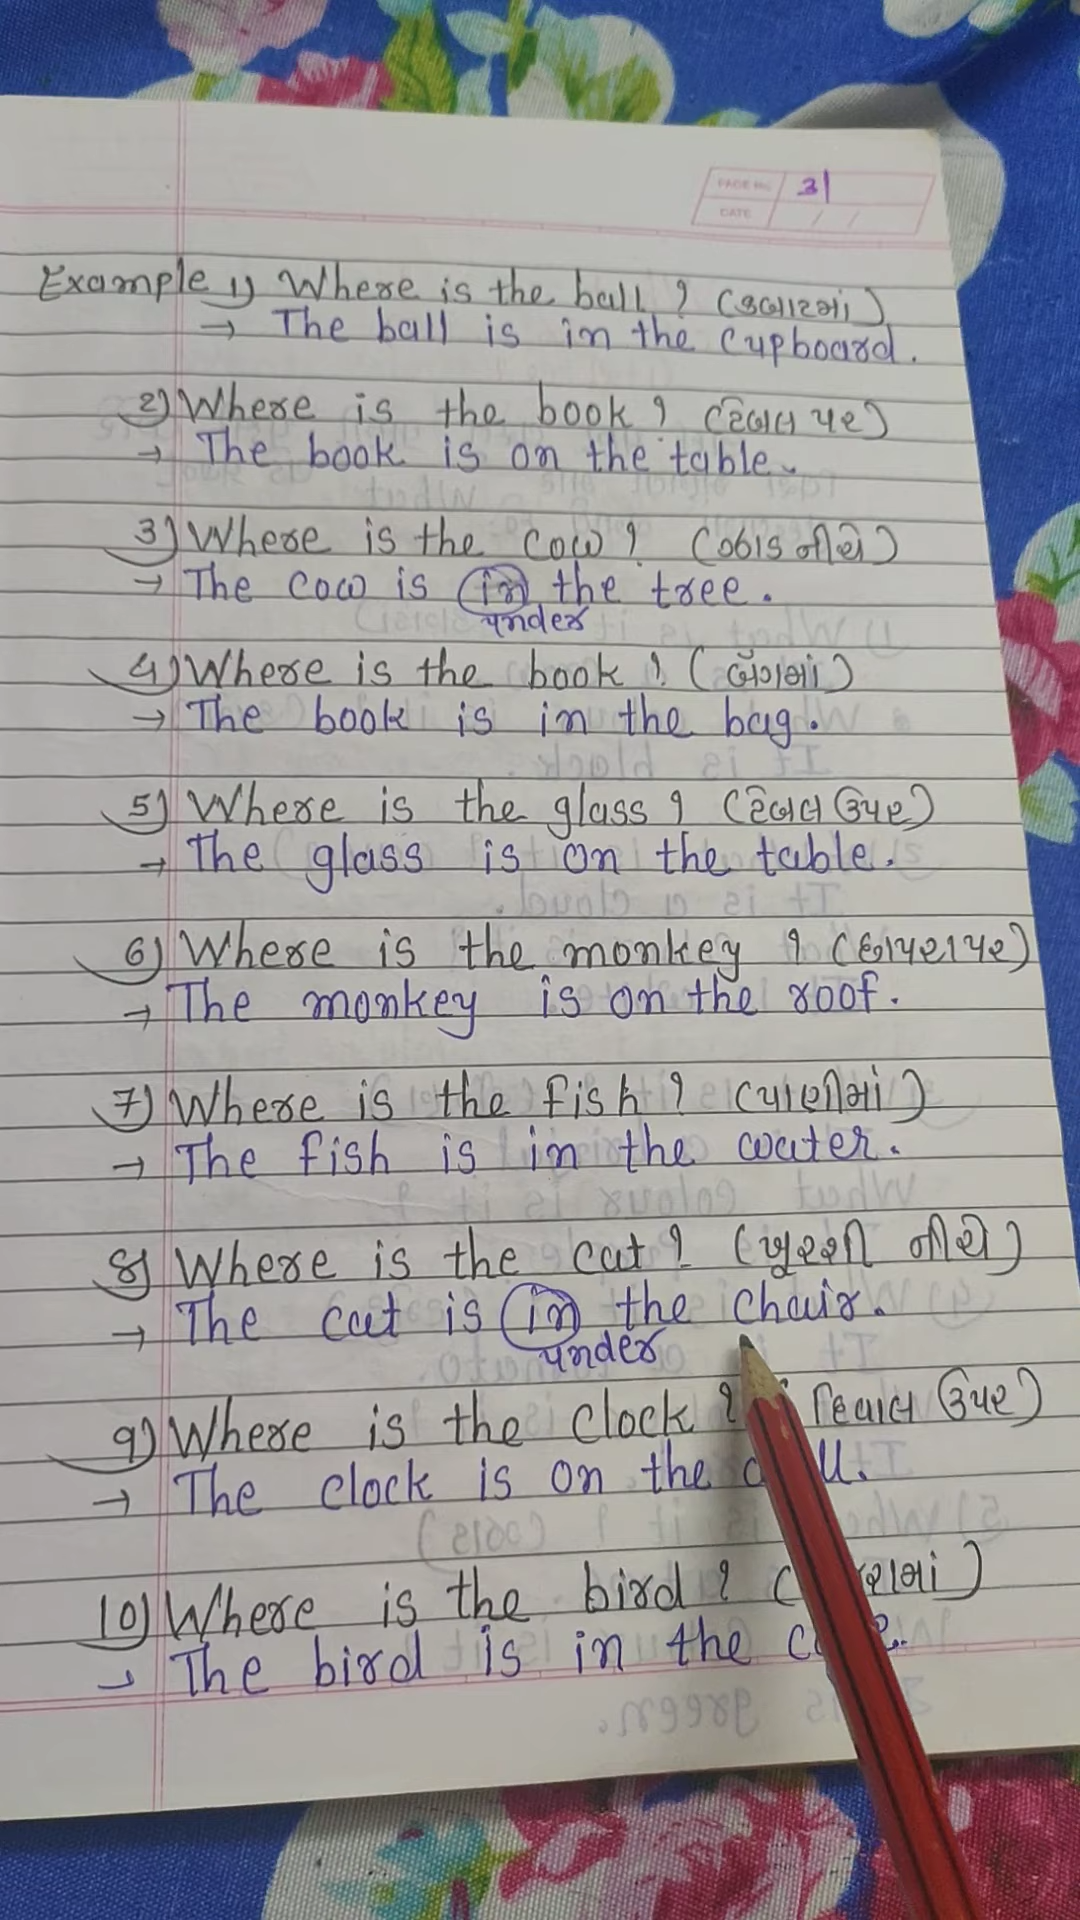 PAGE No. 31
DATE / /
Example 1) Where is the ball? (કબાટમાં)
→ The ball is in the cupboard.
2) Where is the book? (ટેબલ પર)
→ The book is on the table.
3) Where is the cow? (ઝાડ નીચે)
→ The cow is in the tree.
under
4) Where is the book? (બૅગમાં)
→ The book is in the bag.
5) Where is the glass? (ટેબલ ઉપર)
→ The glass is on the table.
6) Where is the monkey? (છાપરાપર)
→ The monkey is on the roof.
7) Where is the fish? (પાણીમાં)
→ The fish is in the water.
8) Where is the cat? (ખુરશી નીચે)
→ The cat is in the chair.
under
9) Where is the clock? દિવાલ ઉપર)
→ The clock is on the
10) Where is the bird? (
→ The bird is in the